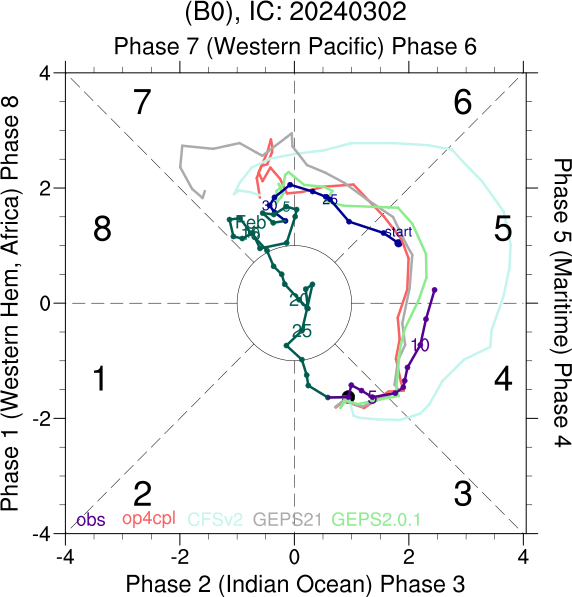 (B0), IC: 20240302
Phase 7 (Western Pacific) Phase 6
Phase 1 (Western Hem, Africa) Phase 8
Phase 5 (Maritime) Phase 4
4
2
0
-2
-4
7
6
8
5
1
4
2
3
30
5
25
Feb
start
20
25
10
5
obs op4cpl CFSv2 GEPS21 GEPS2.0.1
-4 -2 0 2 4
Phase 2 (Indian Ocean) Phase 3